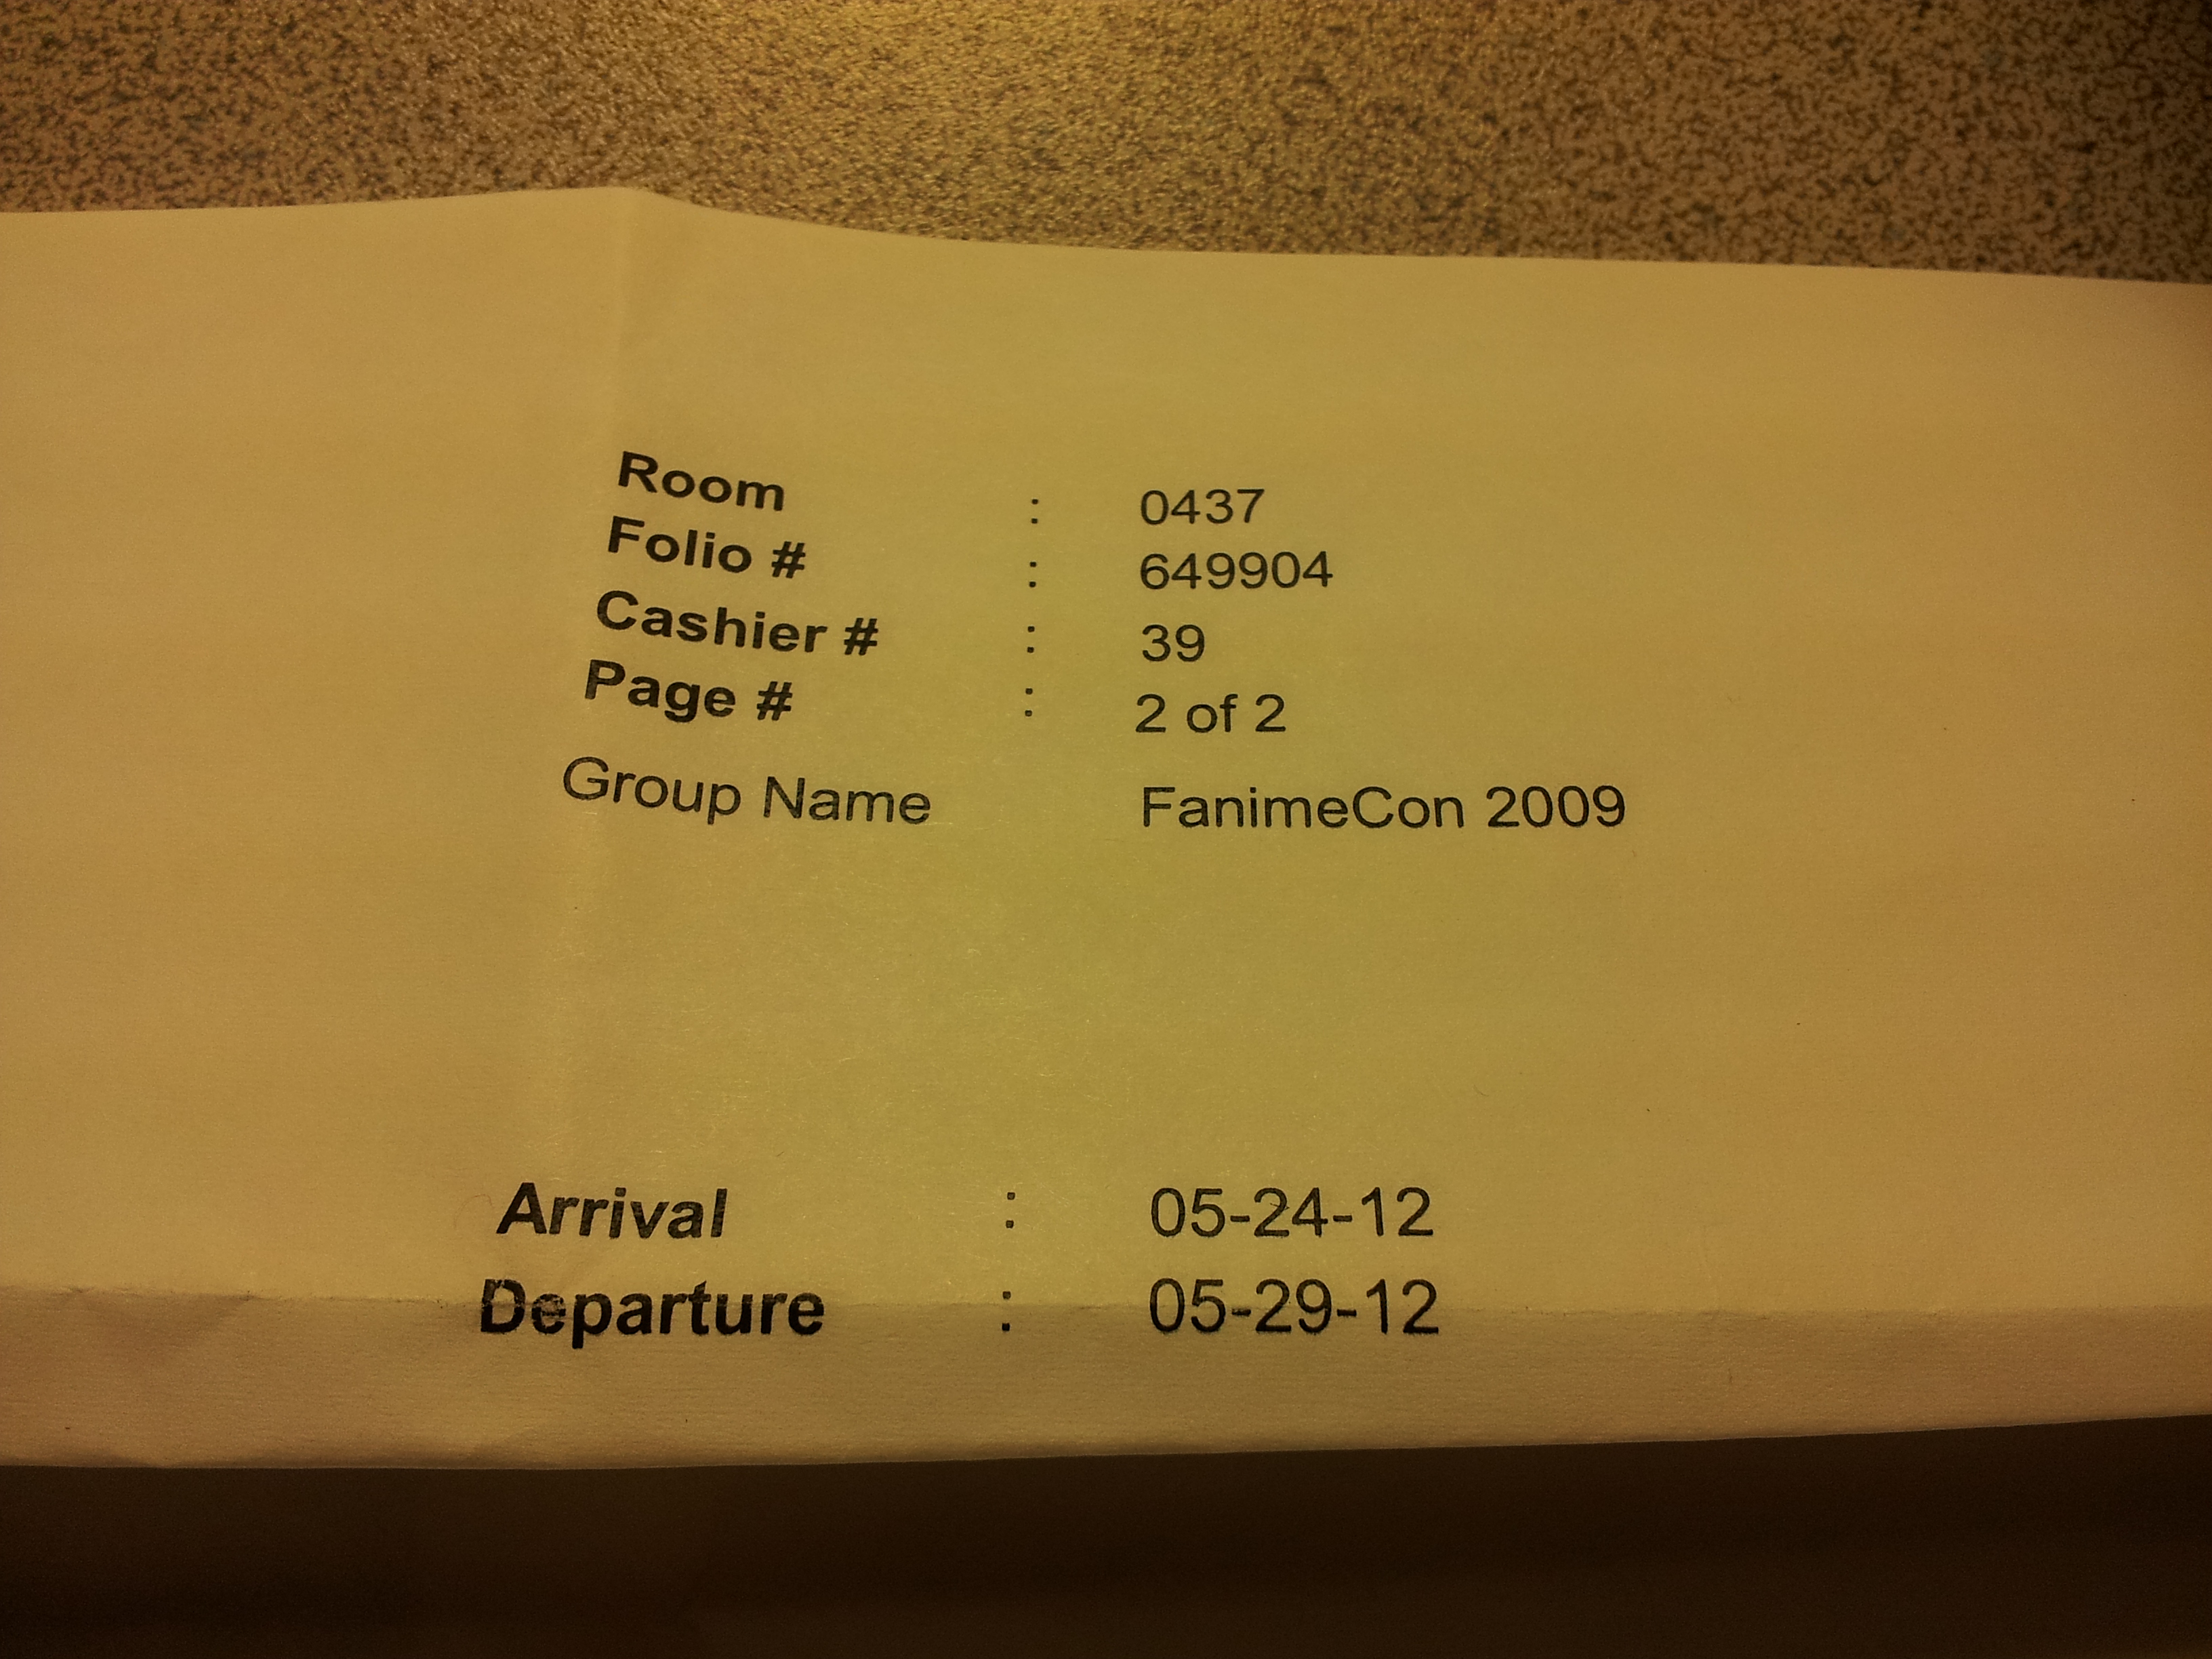 Room : 0437
Folio # : 649904
Cashier # : 39
Page # : 2 of 2
Group Name FanimeCon 2009
Arrival : 05-24-12
Departure : 05-29-12